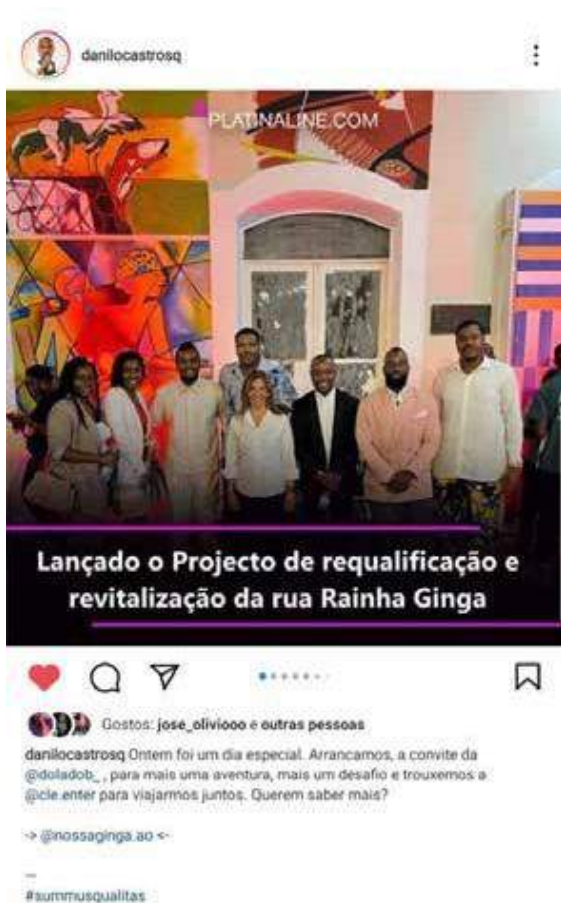 danilocastrosq
PLATINALINE.COM
Lançado o Projecto de requalificação e
revitalização da rua Rainha Ginga
Gostos: jose_oliviooo e outras pessoas
danilocastrosq Ontem foi um dia especial. Arrancamos, a convite da
@doladob_ , para mais uma aventura, mais um desafio e trouxemos a
@cle.enter para viajarmos juntos. Querem saber mais?
-> @nossaginga.ao <-
—
#summusqualitas